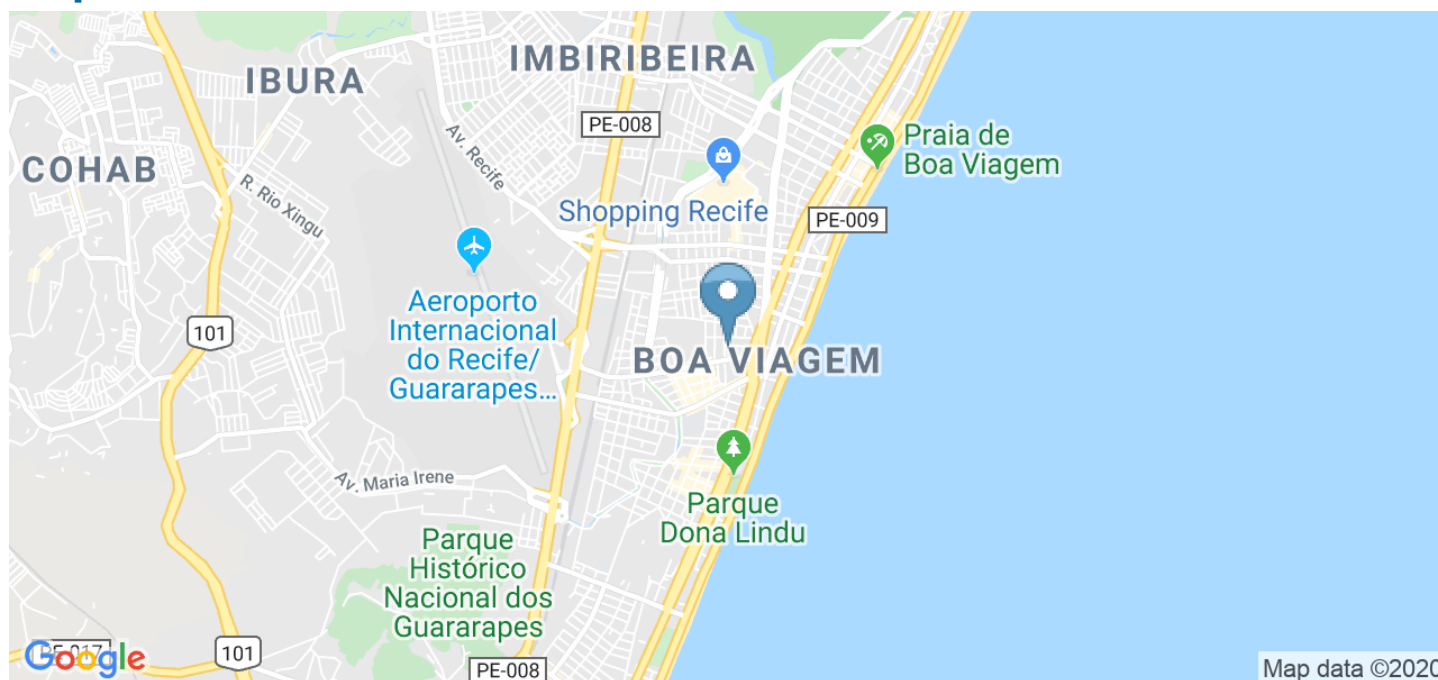 IMBIRIBEIRA
IBURA
PE-008
Praia de
Boa Viagem
Av. Recife
COHAB
R. Rio Xingu
Shopping Recife
PE-009
Aeroporto
Internacional
do Recife/
Guararapes...
101
BOA VIAGEM
Av. Maria Irene
Parque
Dona Lindu
Parque
Histórico
Nacional dos
Guararapes
Google
101
PE-008
Map data ©2020